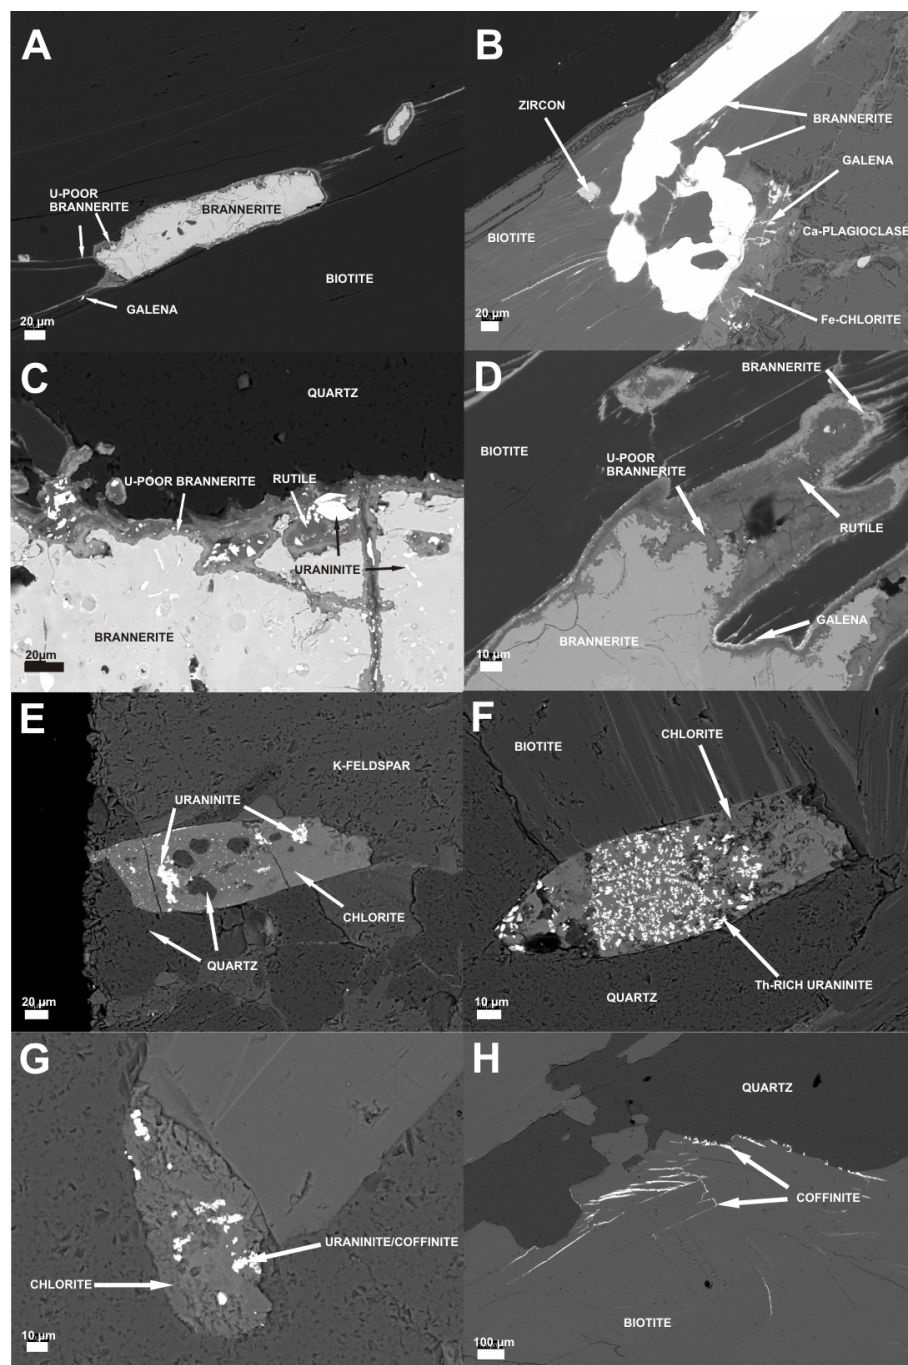 A
U-POOR
BRANNERITE
BRANNERITE
BIOTITE
GALENA
20 µm
B
ZIRCON
BRANNERITE
GALENA
BIOTITE
Ca-PLAGIOCLASE
Fe-CHLORITE
20 µm
C
QUARTZ
U-POOR BRANNERITE
RUTILE
URANINITE
BRANNERITE
20µm
D
BRANNERITE
BIOTITE
U-POOR
BRANNERITE
RUTILE
GALENA
BRANNERITE
10 µm
E
K-FELDSPAR
URANINITE
CHLORITE
QUARTZ
20 µm
F
CHLORITE
BIOTITE
Th-RICH URANINITE
QUARTZ
10 µm
G
URANINITE/COFFINITE
CHLORITE
10 µm
H
QUARTZ
COFFINITE
BIOTITE
100 µm